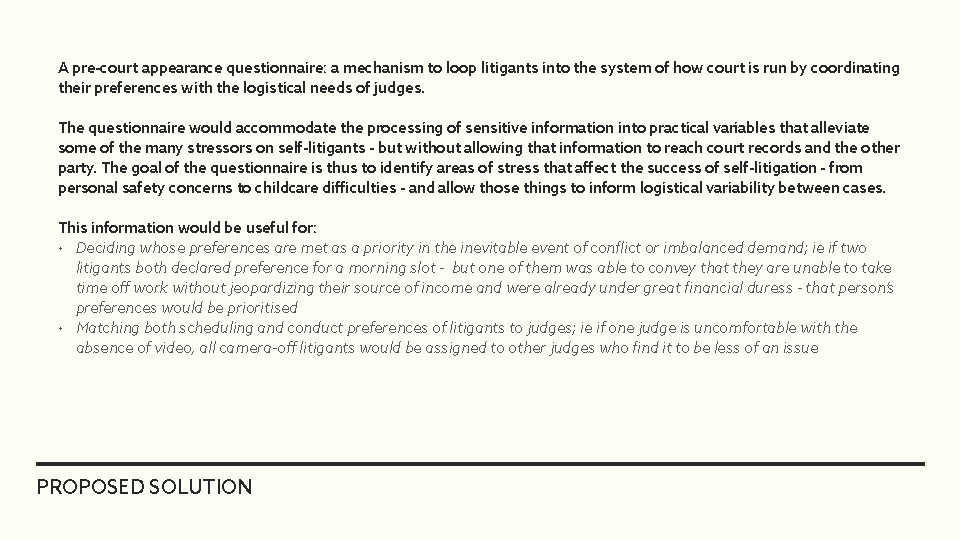 A pre-court appearance questionnaire: a mechanism to loop litigants into the system of how court is run by coordinating
their preferences with the logistical needs of judges.
The questionnaire would accommodate the processing of sensitive information into practical variables that alleviate
some of the many stressors on self-litigants - but without allowing that information to reach court records and the other
party. The goal of the questionnaire is thus to identify areas of stress that affect the success of self-litigation - from
personal safety concerns to childcare difficulties - and allow those things to inform logistical variability between cases.
This information would be useful for:
• Deciding whose preferences are met as a priority in the inevitable event of conflict or imbalanced demand; ie if two
litigants both declared preference for a morning slot - but one of them was able to convey that they are unable to take
time off work without jeopardizing their source of income and were already under great financial duress - that person's
preferences would be prioritised
• Matching both scheduling and conduct preferences of litigants to judges; ie if one judge is uncomfortable with the
absence of video, all camera-off litigants would be assigned to other judges who find it to be less of an issue
PROPOSED SOLUTION